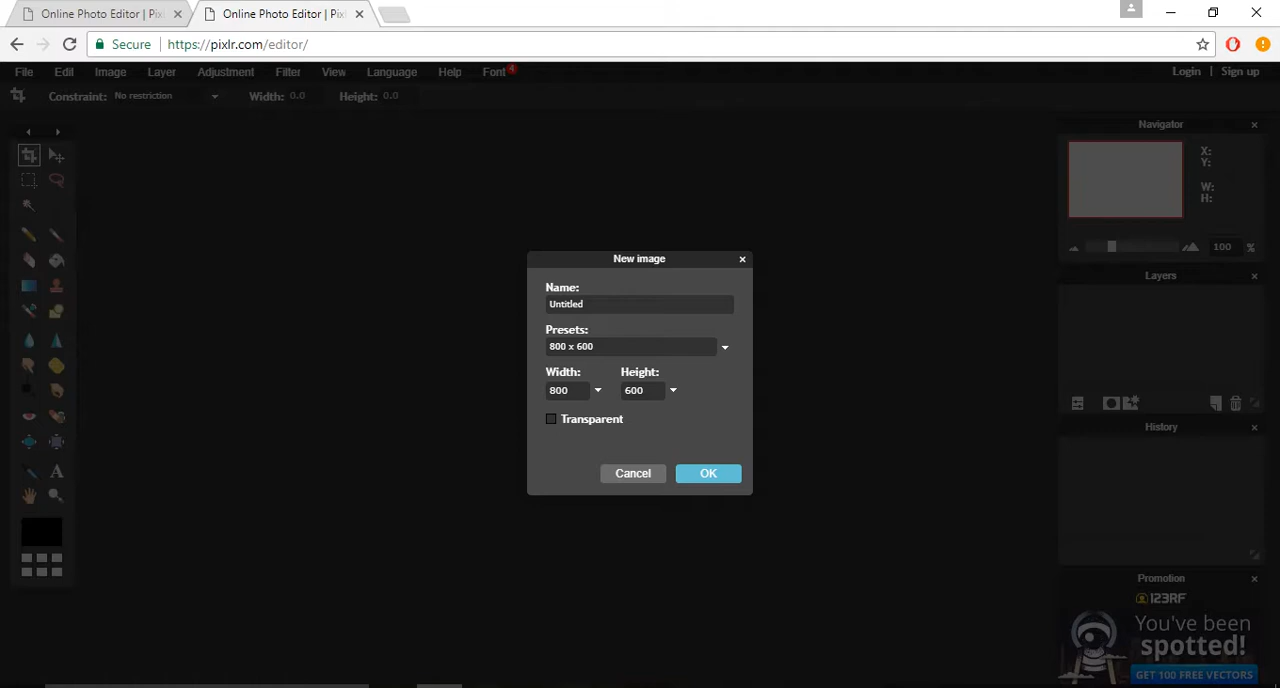 Online Photo Editor | Pixl
Online Photo Editor | Pixl
Secure https://pixlr.com/editor/
File Edit Image Layer Adjustment Filter View Language Help Font 4 Login | Sign up
Constraint: No restriction Width: 0.0 Height: 0.0
Navigator
X:
Y:
W:
H:
100 %
New image
Name:
Untitled
Presets:
800 x 600
Width: Height:
800 600
Transparent
Cancel OK
Layers
History
A
Promotion
123RF
You've been
spotted!
GET 100 FREE VECTORS